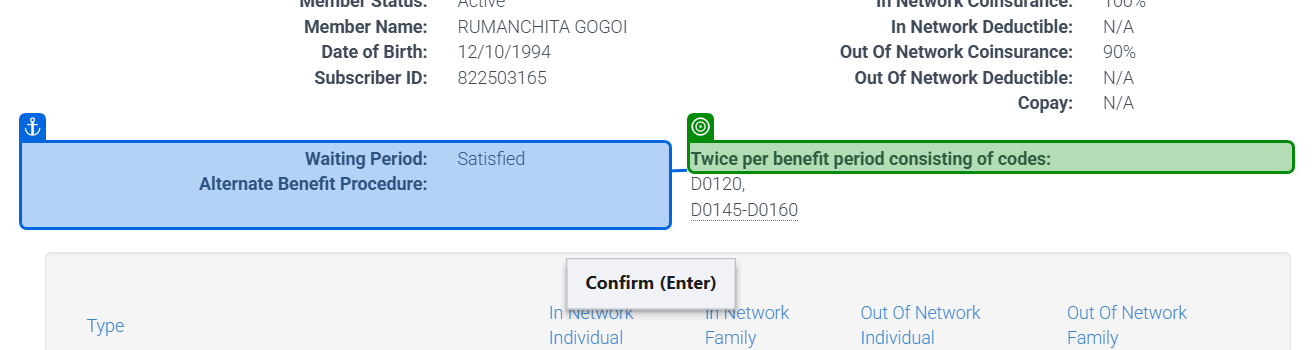 Member Status: Active
In Network Coinsurance: 100%
Member Name: RUMANCHITA GOGOI
In Network Deductible: N/A
Date of Birth: 12/10/1994
Out Of Network Coinsurance: 90%
Subscriber ID: 822503165
Out Of Network Deductible: N/A
Copay: N/A
Waiting Period: Satisfied
Alternate Benefit Procedure:
Twice per benefit period consisting of codes:
D0120,
D0145-D0160
Confirm (Enter)
Type
In Network
Individual
In Network
Family
Out Of Network
Individual
Out Of Network
Family